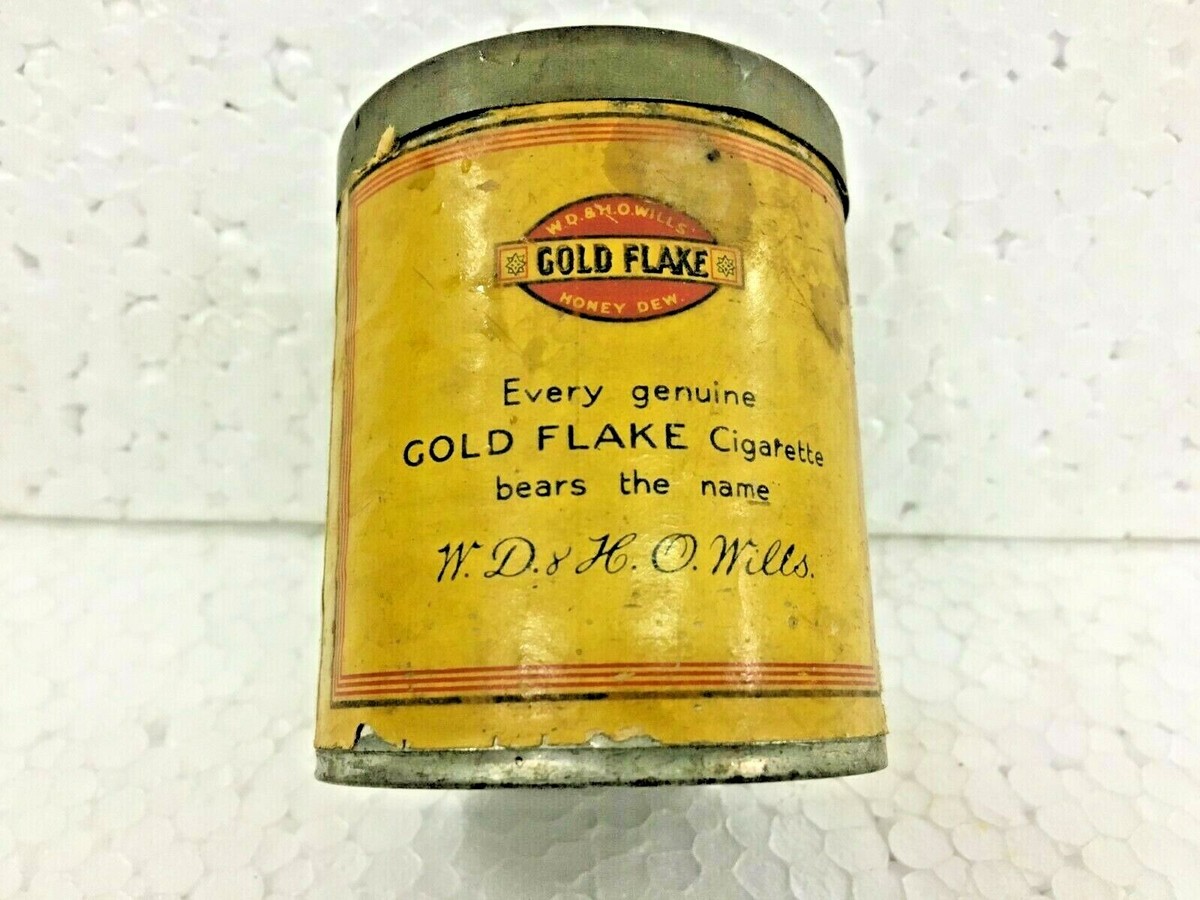 W.D. & H.O. WILLS'
GOLD FLAKE
HONEY DEW.
Every genuine
GOLD FLAKE Cigarette
bears the name
W. D. & H. O. Wills.